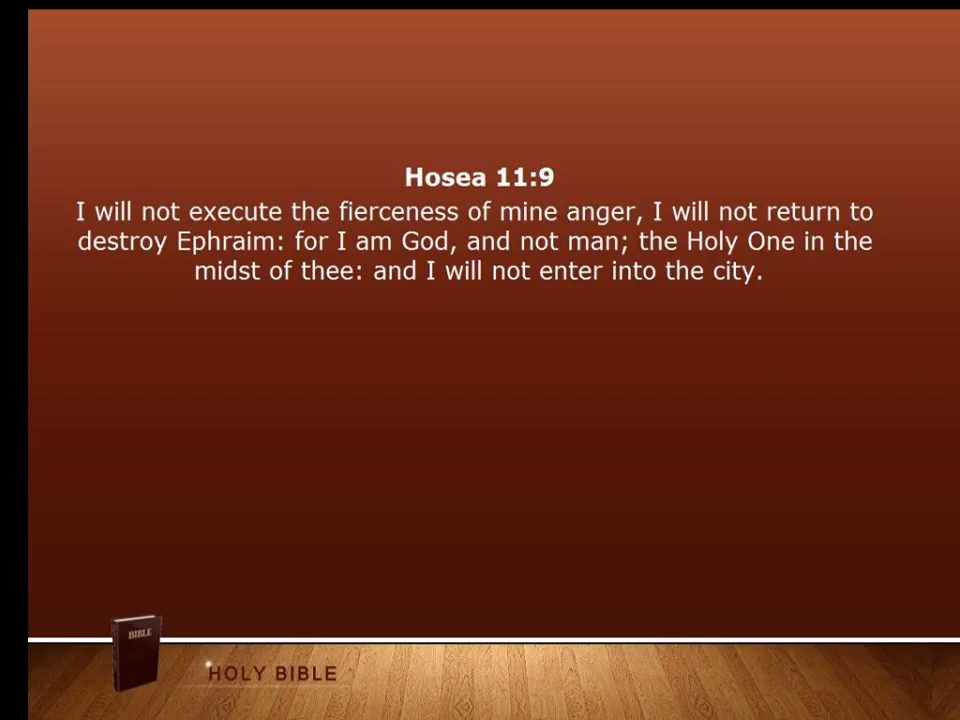 Hosea 11:9
I will not execute the fierceness of mine anger, I will not return to
destroy Ephraim: for I am God, and not man; the Holy One in the
midst of thee: and I will not enter into the city.
BIBLE
HOLY BIBLE